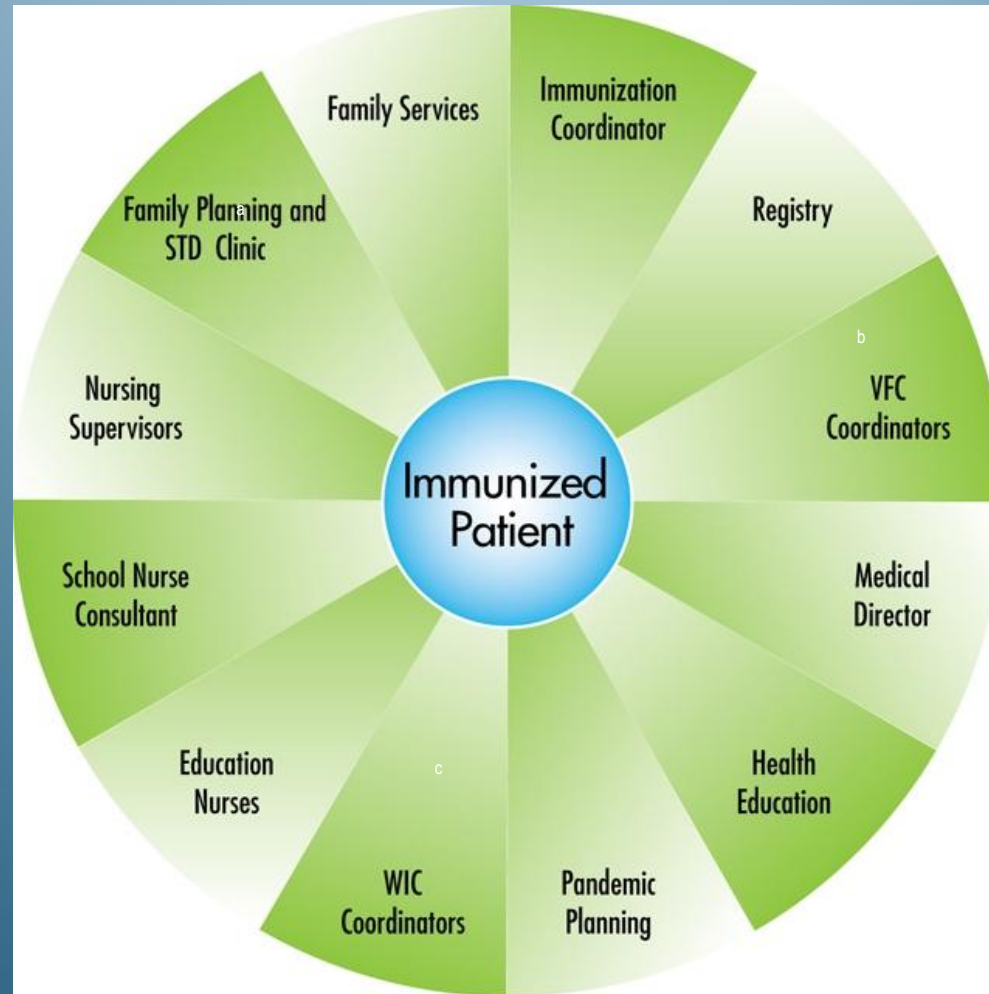 Family Services
Immunization
Coordinator
Registry
b
VFC
Coordinators
Medical
Director
Health
Education
Pandemic
Planning
c
WIC
Coordinators
Education
Nurses
School Nurse
Consultant
Nursing
Supervisors
a
Family Planning and
STD Clinic
Immunized
Patient